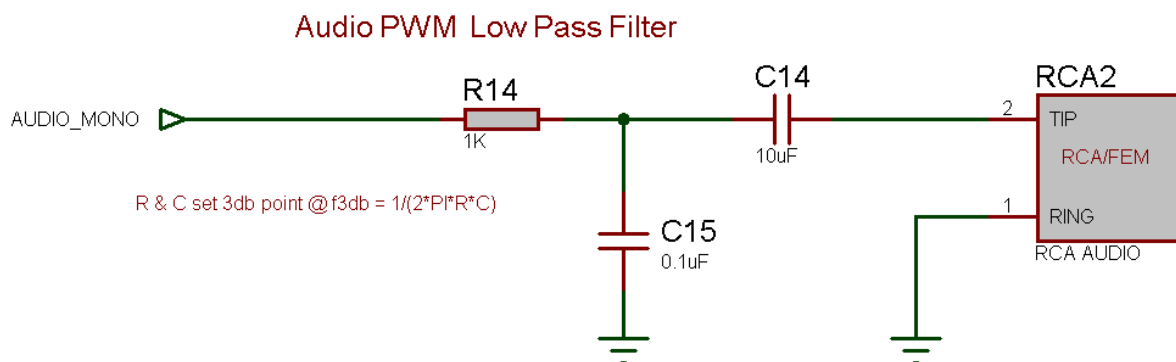 Audio PWM Low Pass Filter
AUDIO_MONO
R14
1K
C14
10uF
RCA2
2
TIP
RCA/FEM
1
RING
RCA AUDIO
R & C set 3db point @ f3db = 1/(2*PI*R*C)
C15
0.1uF